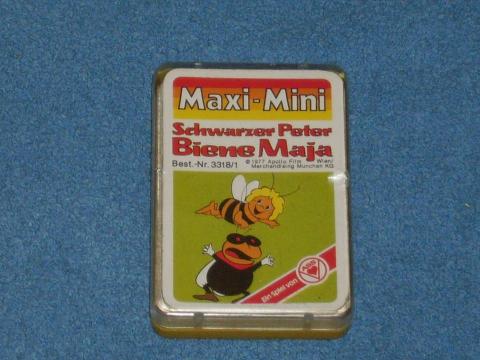 Maxi-Mini
Schwarzer Peter
Biene Maja
Best.-Nr. 3318/1
© 1977 Apollo Film Wien/
Merchandising München KG
Ein Spiel von
ASS